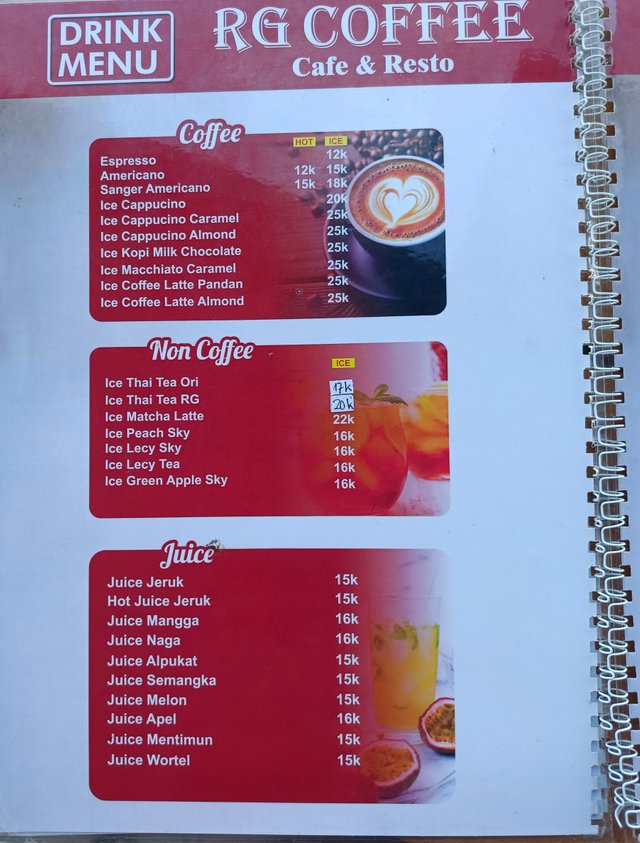 DRINK
MENU
RG COFFEE
Cafe & Resto
Coffee
HOT ICE
Espresso 12k
Americano 12k 15k
Sanger Americano 15k 18k
Ice Cappucino 20k
Ice Cappucino Caramel 25k
Ice Cappucino Almond 25k
Ice Kopi Milk Chocolate 25k
Ice Macchiato Caramel 25k
Ice Coffee Latte Pandan 25k
Ice Coffee Latte Almond 25k
Non Coffee
ICE
Ice Thai Tea Ori 17k
Ice Thai Tea RG 20k
Ice Matcha Latte 22k
Ice Peach Sky 16k
Ice Lecy Sky 16k
Ice Lecy Tea 16k
Ice Green Apple Sky 16k
Juice
Juice Jeruk 15k
Hot Juice Jeruk 15k
Juice Mangga 16k
Juice Naga 16k
Juice Alpukat 15k
Juice Semangka 15k
Juice Melon 15k
Juice Apel 16k
Juice Mentimun 15k
Juice Wortel 15k